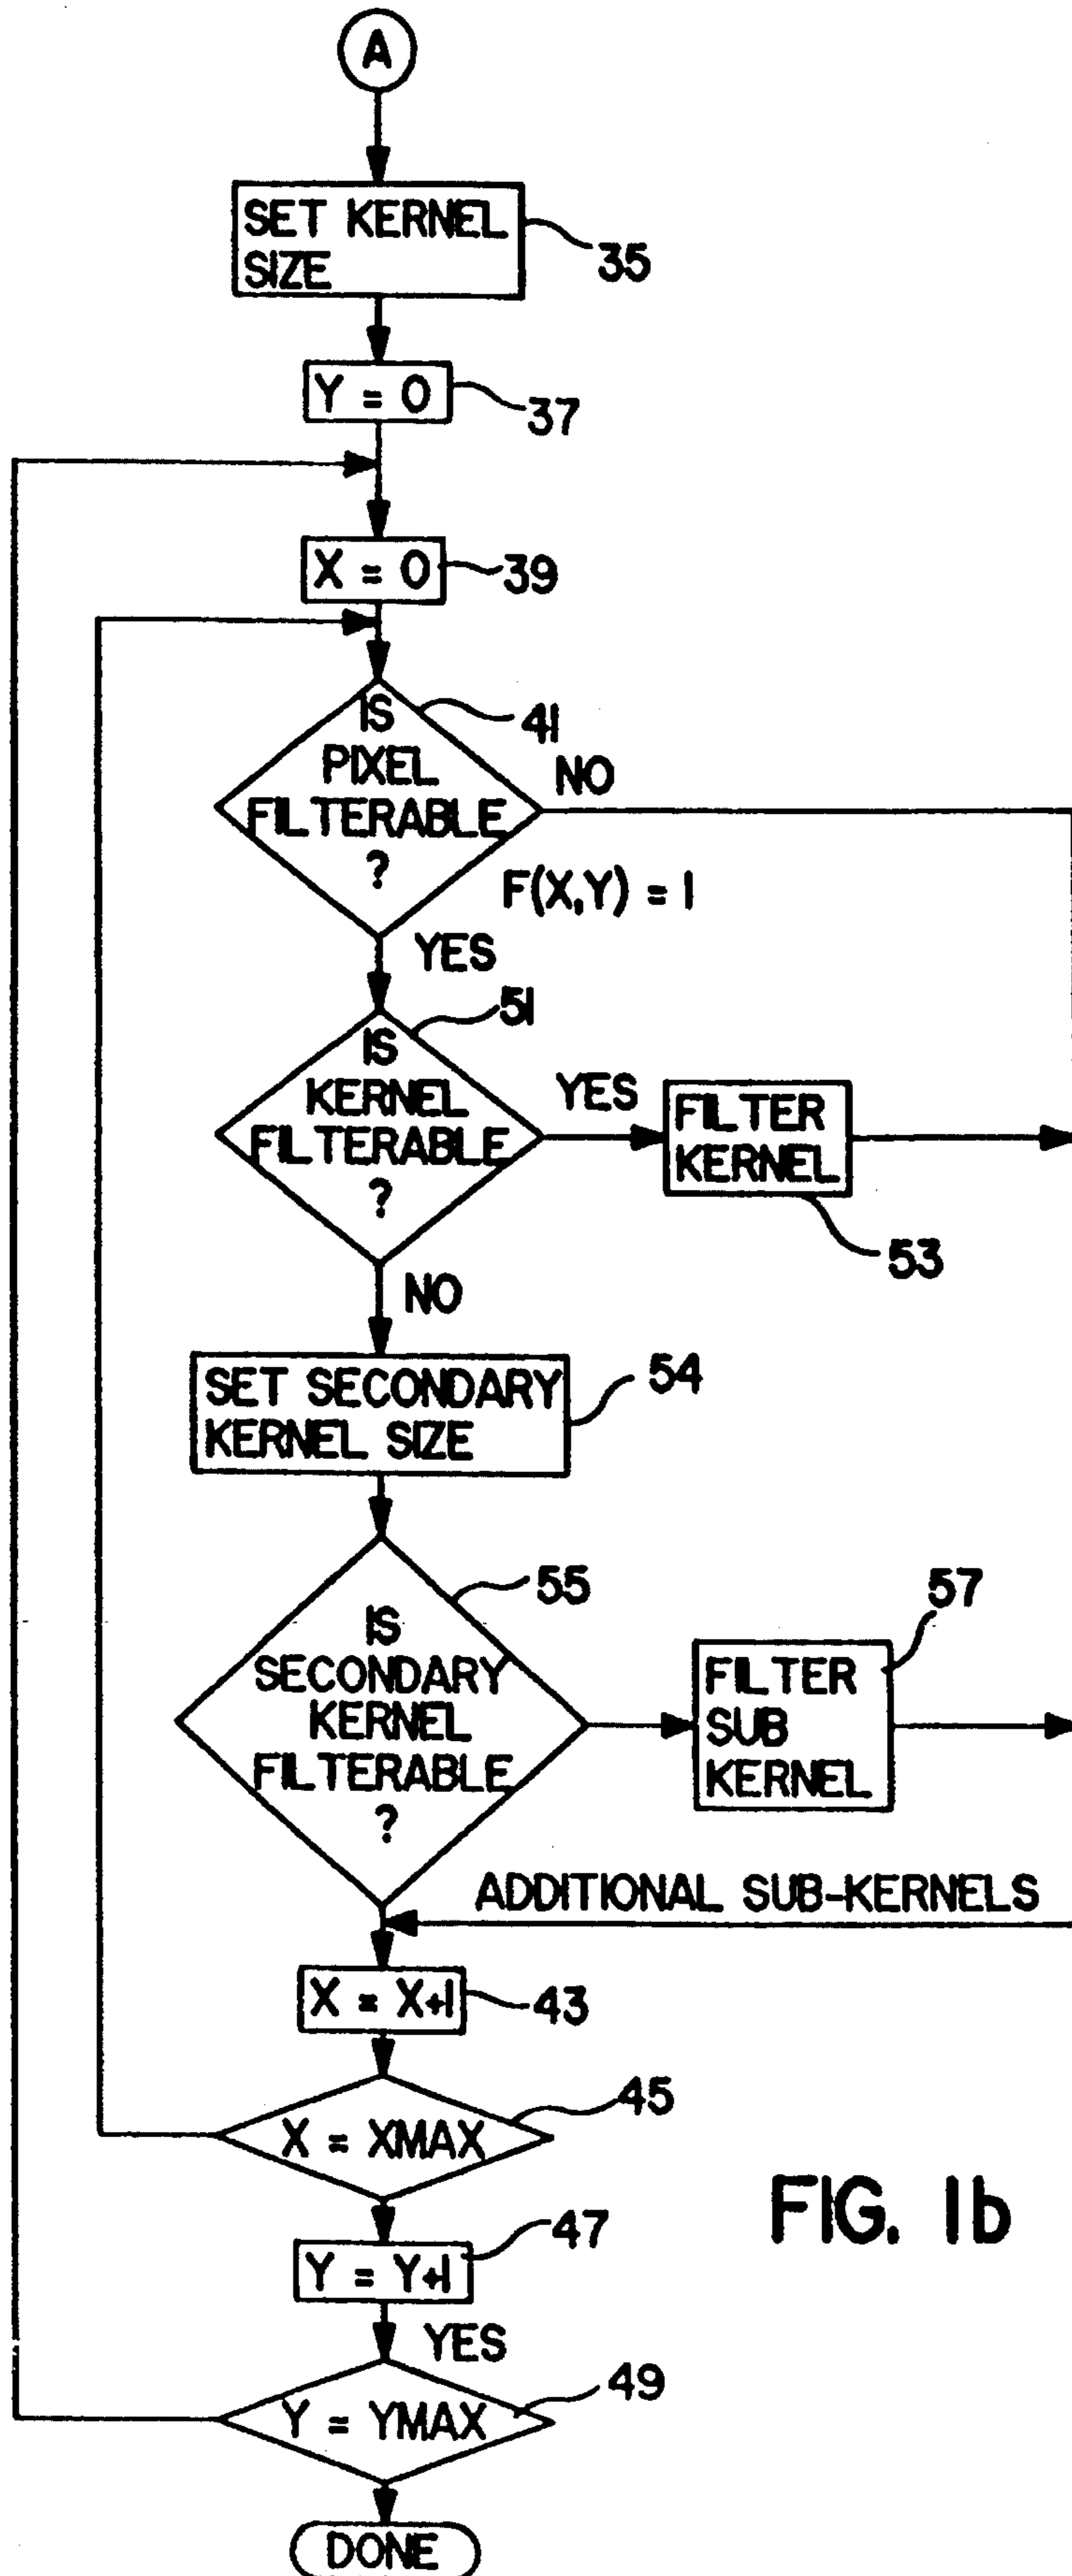 A
SET KERNEL
SIZE
35
Y = 0
37
X = 0
39
IS
PIXEL
FILTERABLE
?
41
NO
F(X,Y) = 1
YES
51
IS
KERNEL
FILTERABLE
?
YES
FILTER
KERNEL
53
NO
SET SECONDARY
KERNEL SIZE
54
55
IS
SECONDARY
KERNEL
FILTERABLE
?
57
FILTER
SUB
KERNEL
ADDITIONAL SUB-KERNELS
X = X+1
43
X = XMAX
45
Y = Y+1
47
YES
Y = YMAX
49
DONE
FIG. 1b